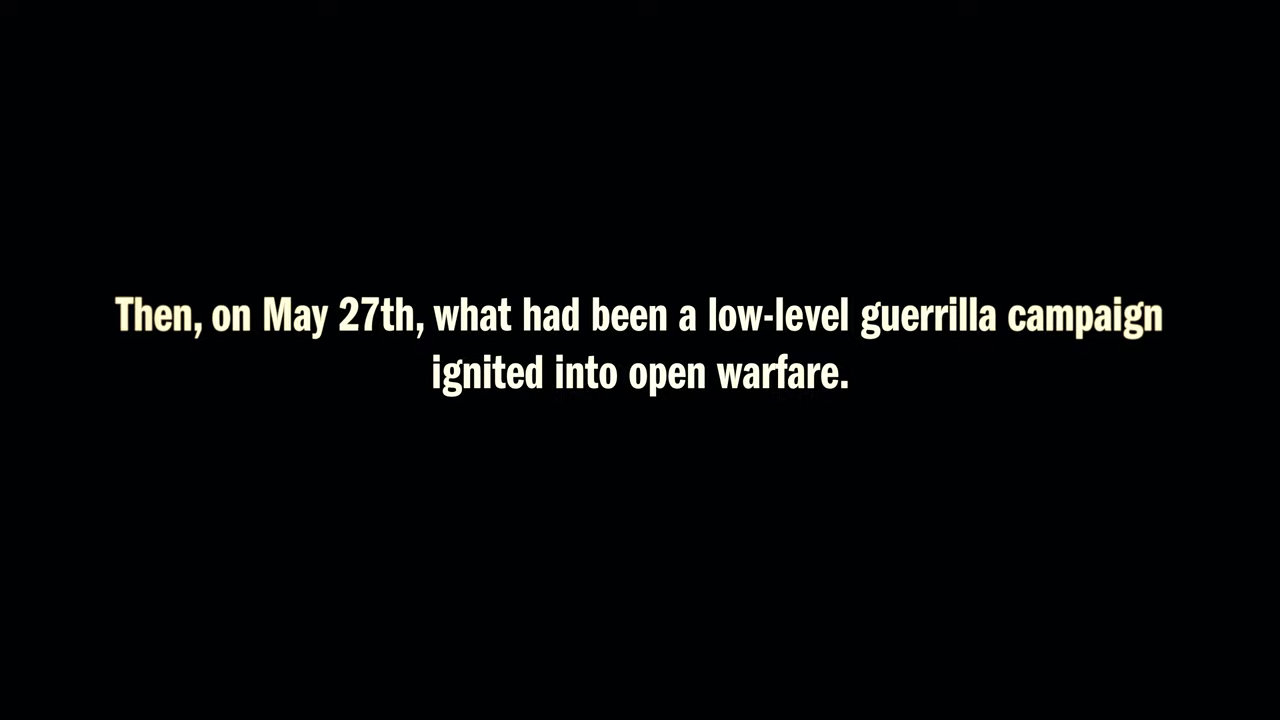 Then, on May 27th, what had been a low-level guerrilla campaign
ignited into open warfare.